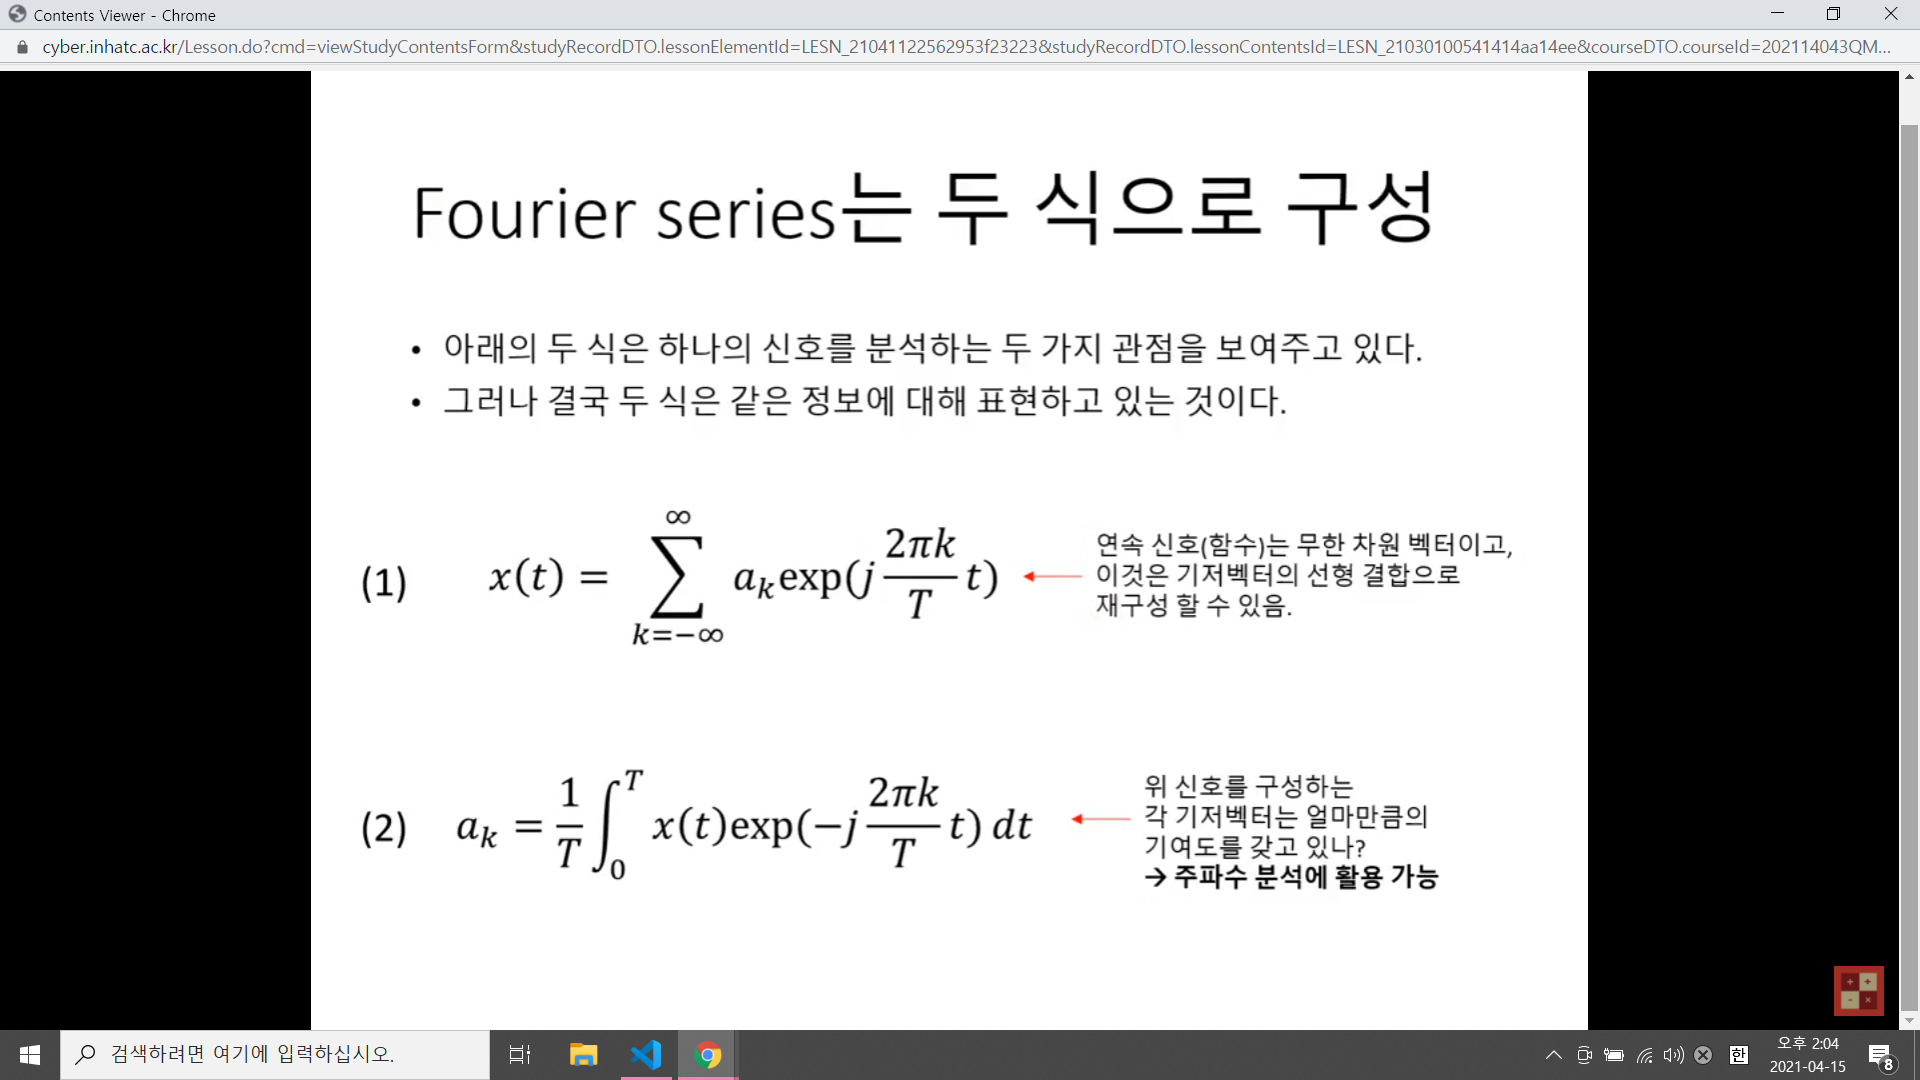 Contents Viewer - Chrome
cyber.inhatc.ac.kr/Lesson.do?cmd=viewStudyContentsForm&studyRecordDTO.lessonElementId=LESN_21041122562953f23223&studyRecordDTO.lessonContentsId=LESN_21030100541414aa14ee&courseDTO.courseId=202114043QM...
Fourier series는 두 식으로 구성
• 아래의 두 식은 하나의 신호를 분석하는 두 가지 관점을 보여주고 있다.
• 그러나 결국 두 식은 같은 정보에 대해 표현하고 있는 것이다.
(1) x(t) = ∑_{k=-∞}^{∞} a_k exp(j \frac{2πk}{T} t)
연속 신호(함수)는 무한 차원 벡터이고,
이것은 기저벡터의 선형 결합으로
재구성 할 수 있음.
(2) a_k = \frac{1}{T} ∫_0^T x(t)exp(−j \frac{2πk}{T} t) dt
위 신호를 구성하는
각 기저벡터는 얼마만큼의
기여도를 갖고 있나?
→ 주파수 분석에 활용 가능
검색하려면 여기에 입력하십시오.
한
오후 2:04
2021-04-15
8